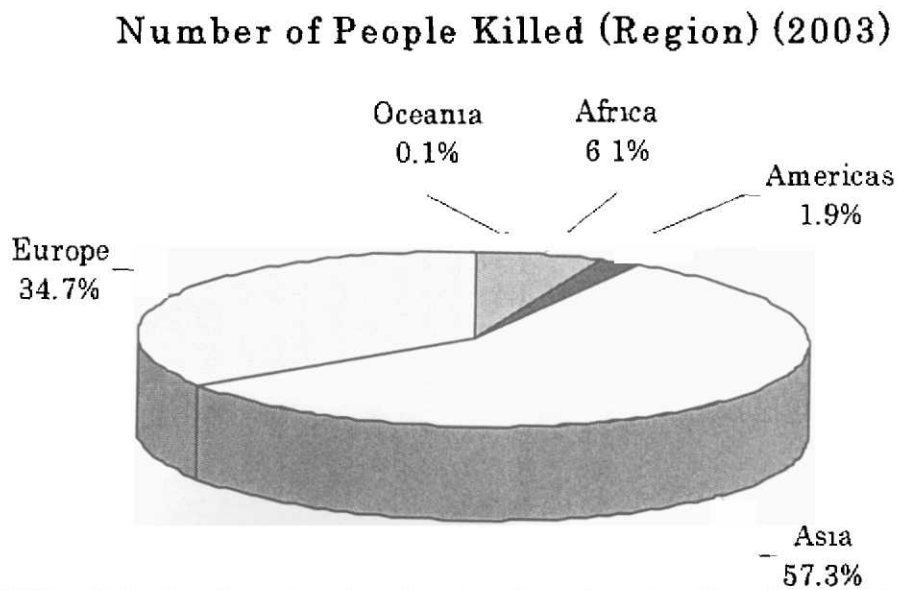 Number of People Killed (Region) (2003)
Oceania
0.1%
Africa
6 1%
Americas
1.9%
Europe
34.7%
Asia
57.3%